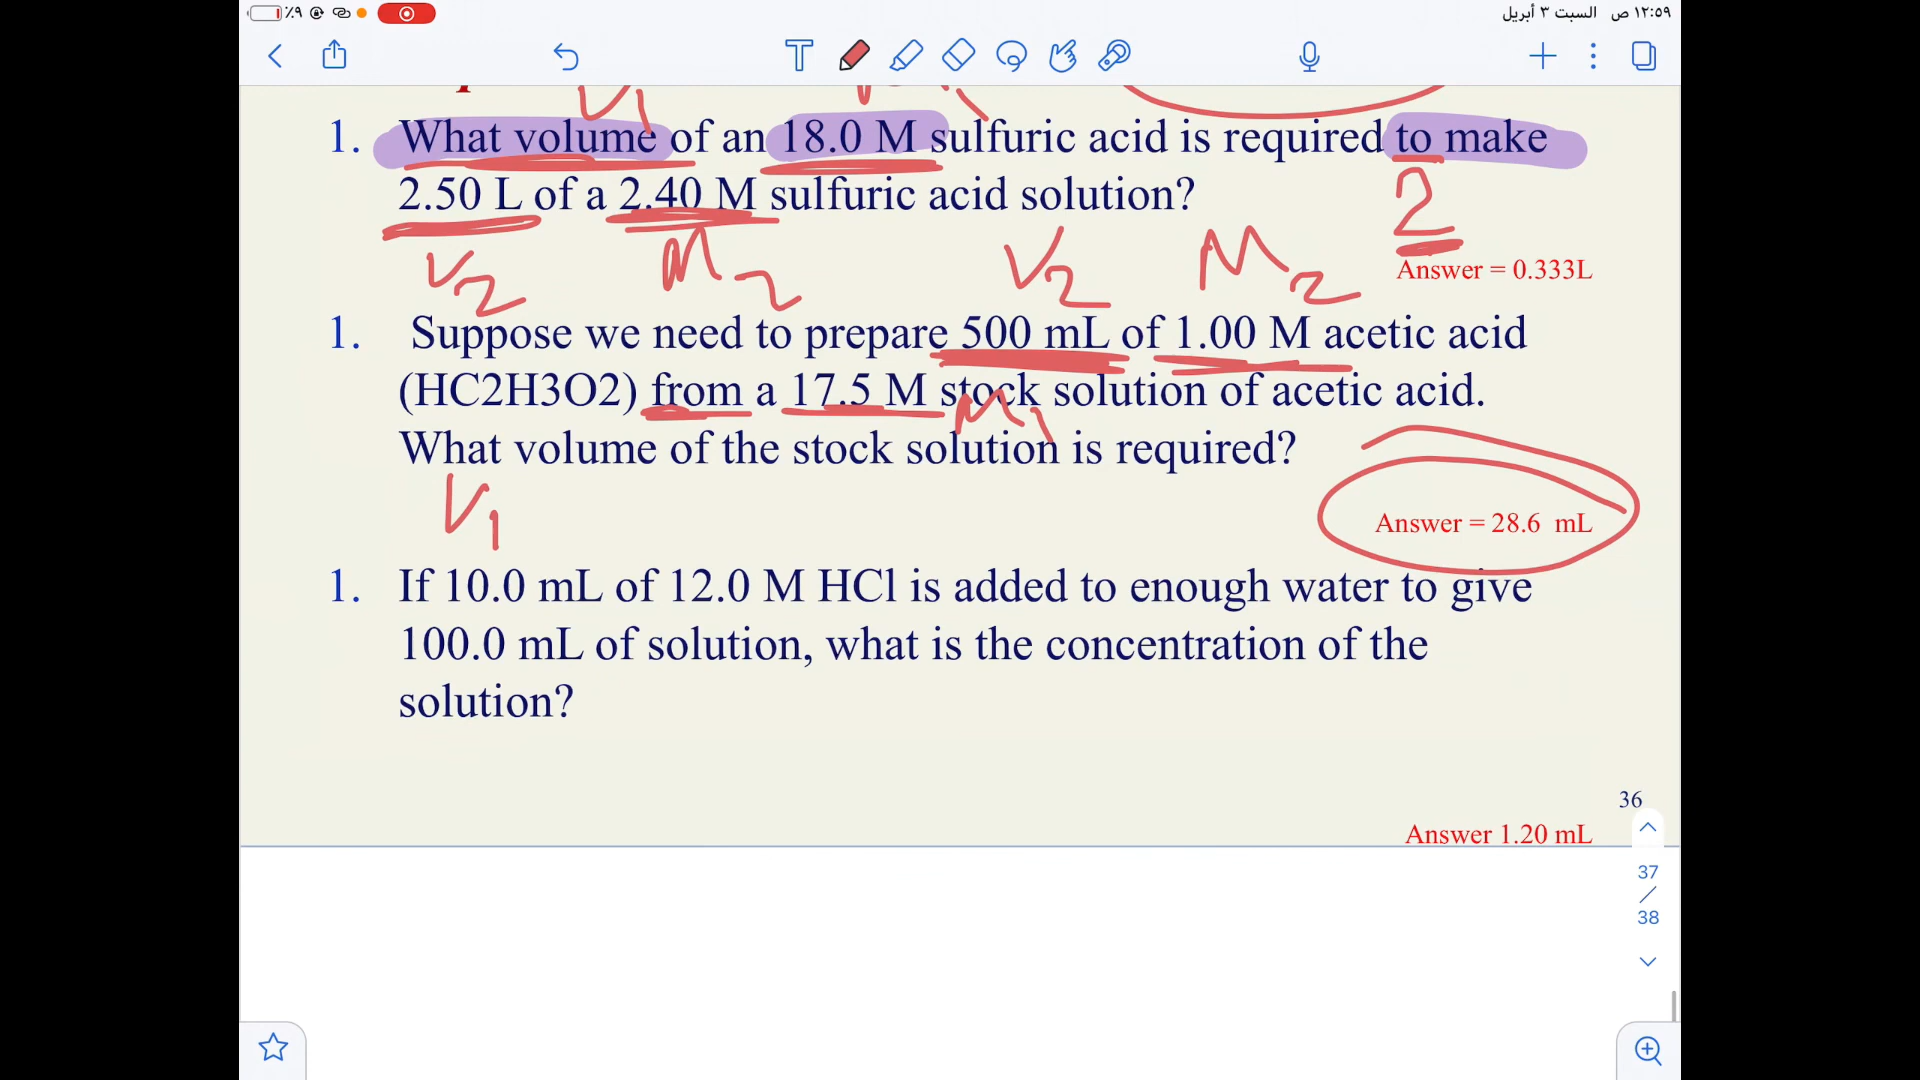 ٪٩
١٢:٥٩ ص السبت ٣ أبريل
V1
1. What volume of an 18.0 M sulfuric acid is required to make
2.50 L of a 2.40 M sulfuric acid solution?
2
V2 M2 V2 M2
Answer = 0.333L
1. Suppose we need to prepare 500 mL of 1.00 M acetic acid
(HC2H3O2) from a 17.5 M stock solution of acetic acid.
M1
What volume of the stock solution is required?
V1
Answer = 28.6 mL
1. If 10.0 mL of 12.0 M HCl is added to enough water to give
100.0 mL of solution, what is the concentration of the
solution?
36
Answer 1.20 mL
37
/
38